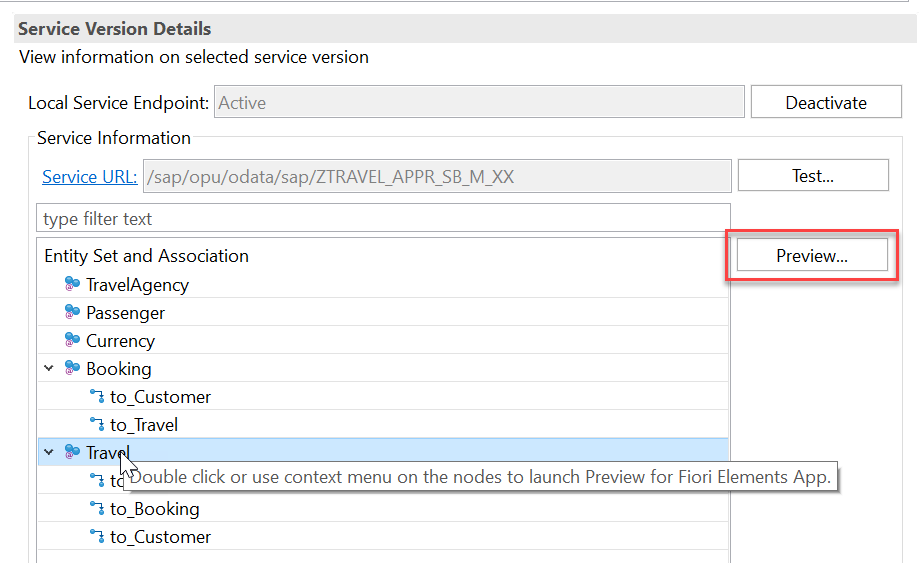 Service Version Details
View information on selected service version
Local Service Endpoint: Active Deactivate
Service Information
Service URL: /sap/opu/odata/sap/ZTRAVEL_APPR_SB_M_XX Test...
type filter text
Entity Set and Association Preview...
TravelAgency
Passenger
Currency
Booking
to_Customer
to_Travel
Travel
Double click or use context menu on the nodes to launch Preview for Fiori Elements App.
to_Booking
to_Customer